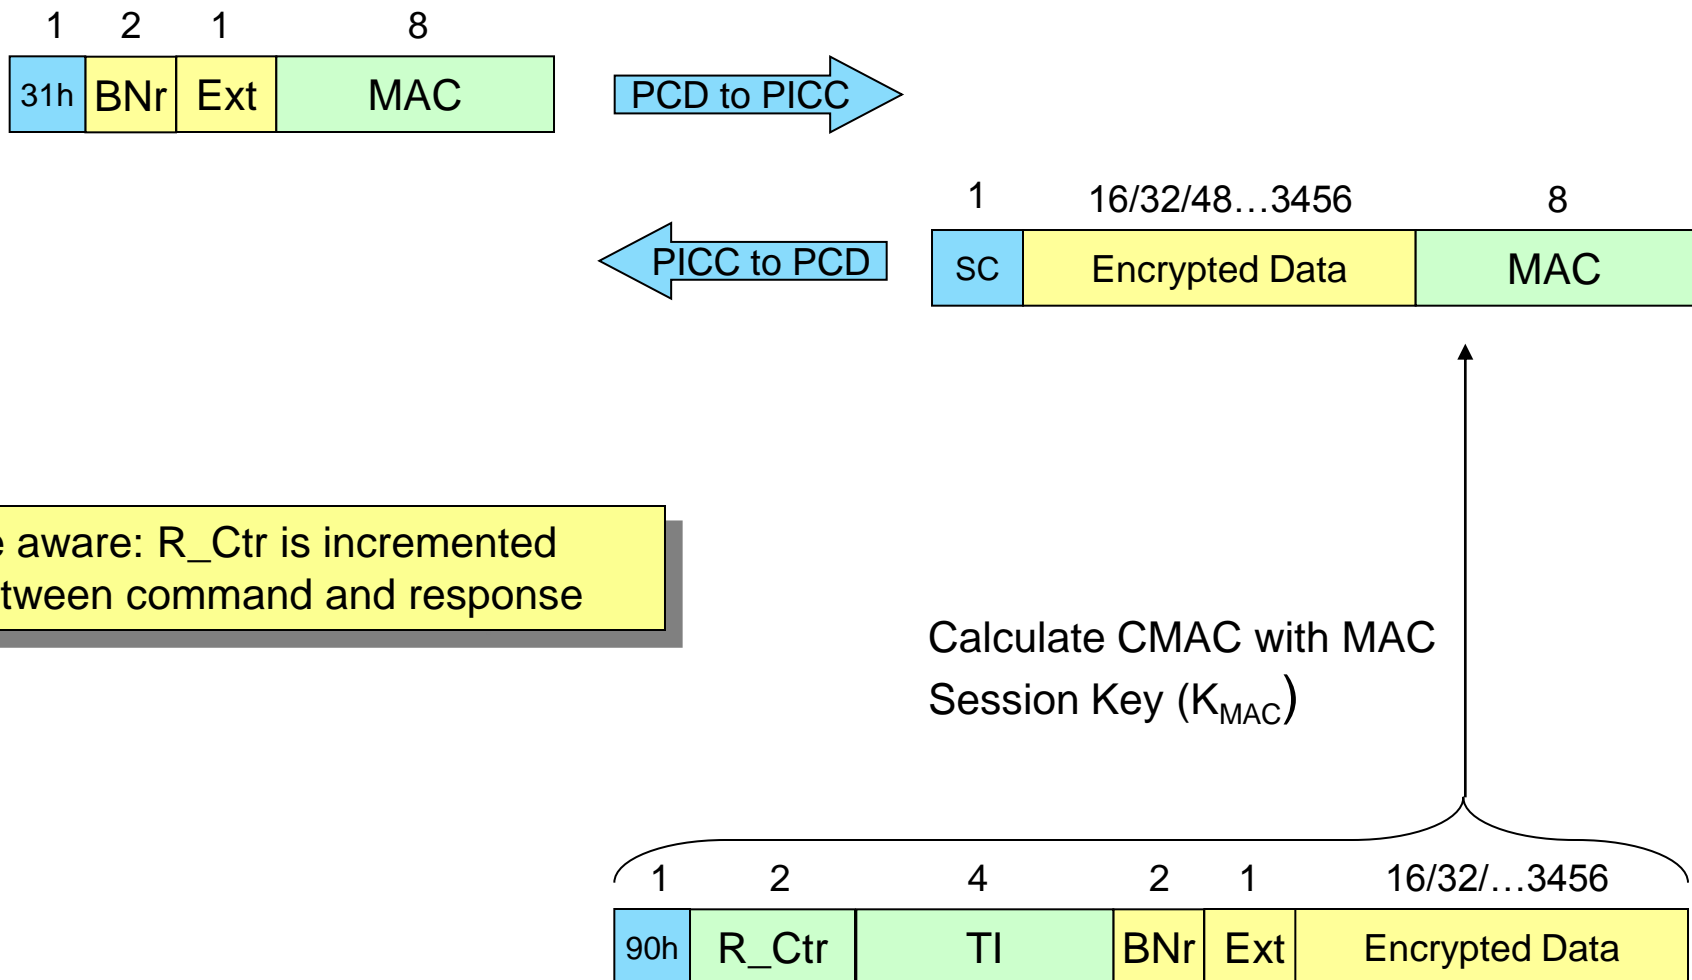 1 2 1 8
31h BNr Ext MAC
PCD to PICC
1 16/32/48…3456 8
PICC to PCD
SC Encrypted Data MAC
aware: R_Ctr is incremented
command and response
Calculate CMAC with MAC
Session Key (K_MAC)
1 2 4 2 1 16/32/…3456
90h R_Ctr TI BNr Ext Encrypted Data